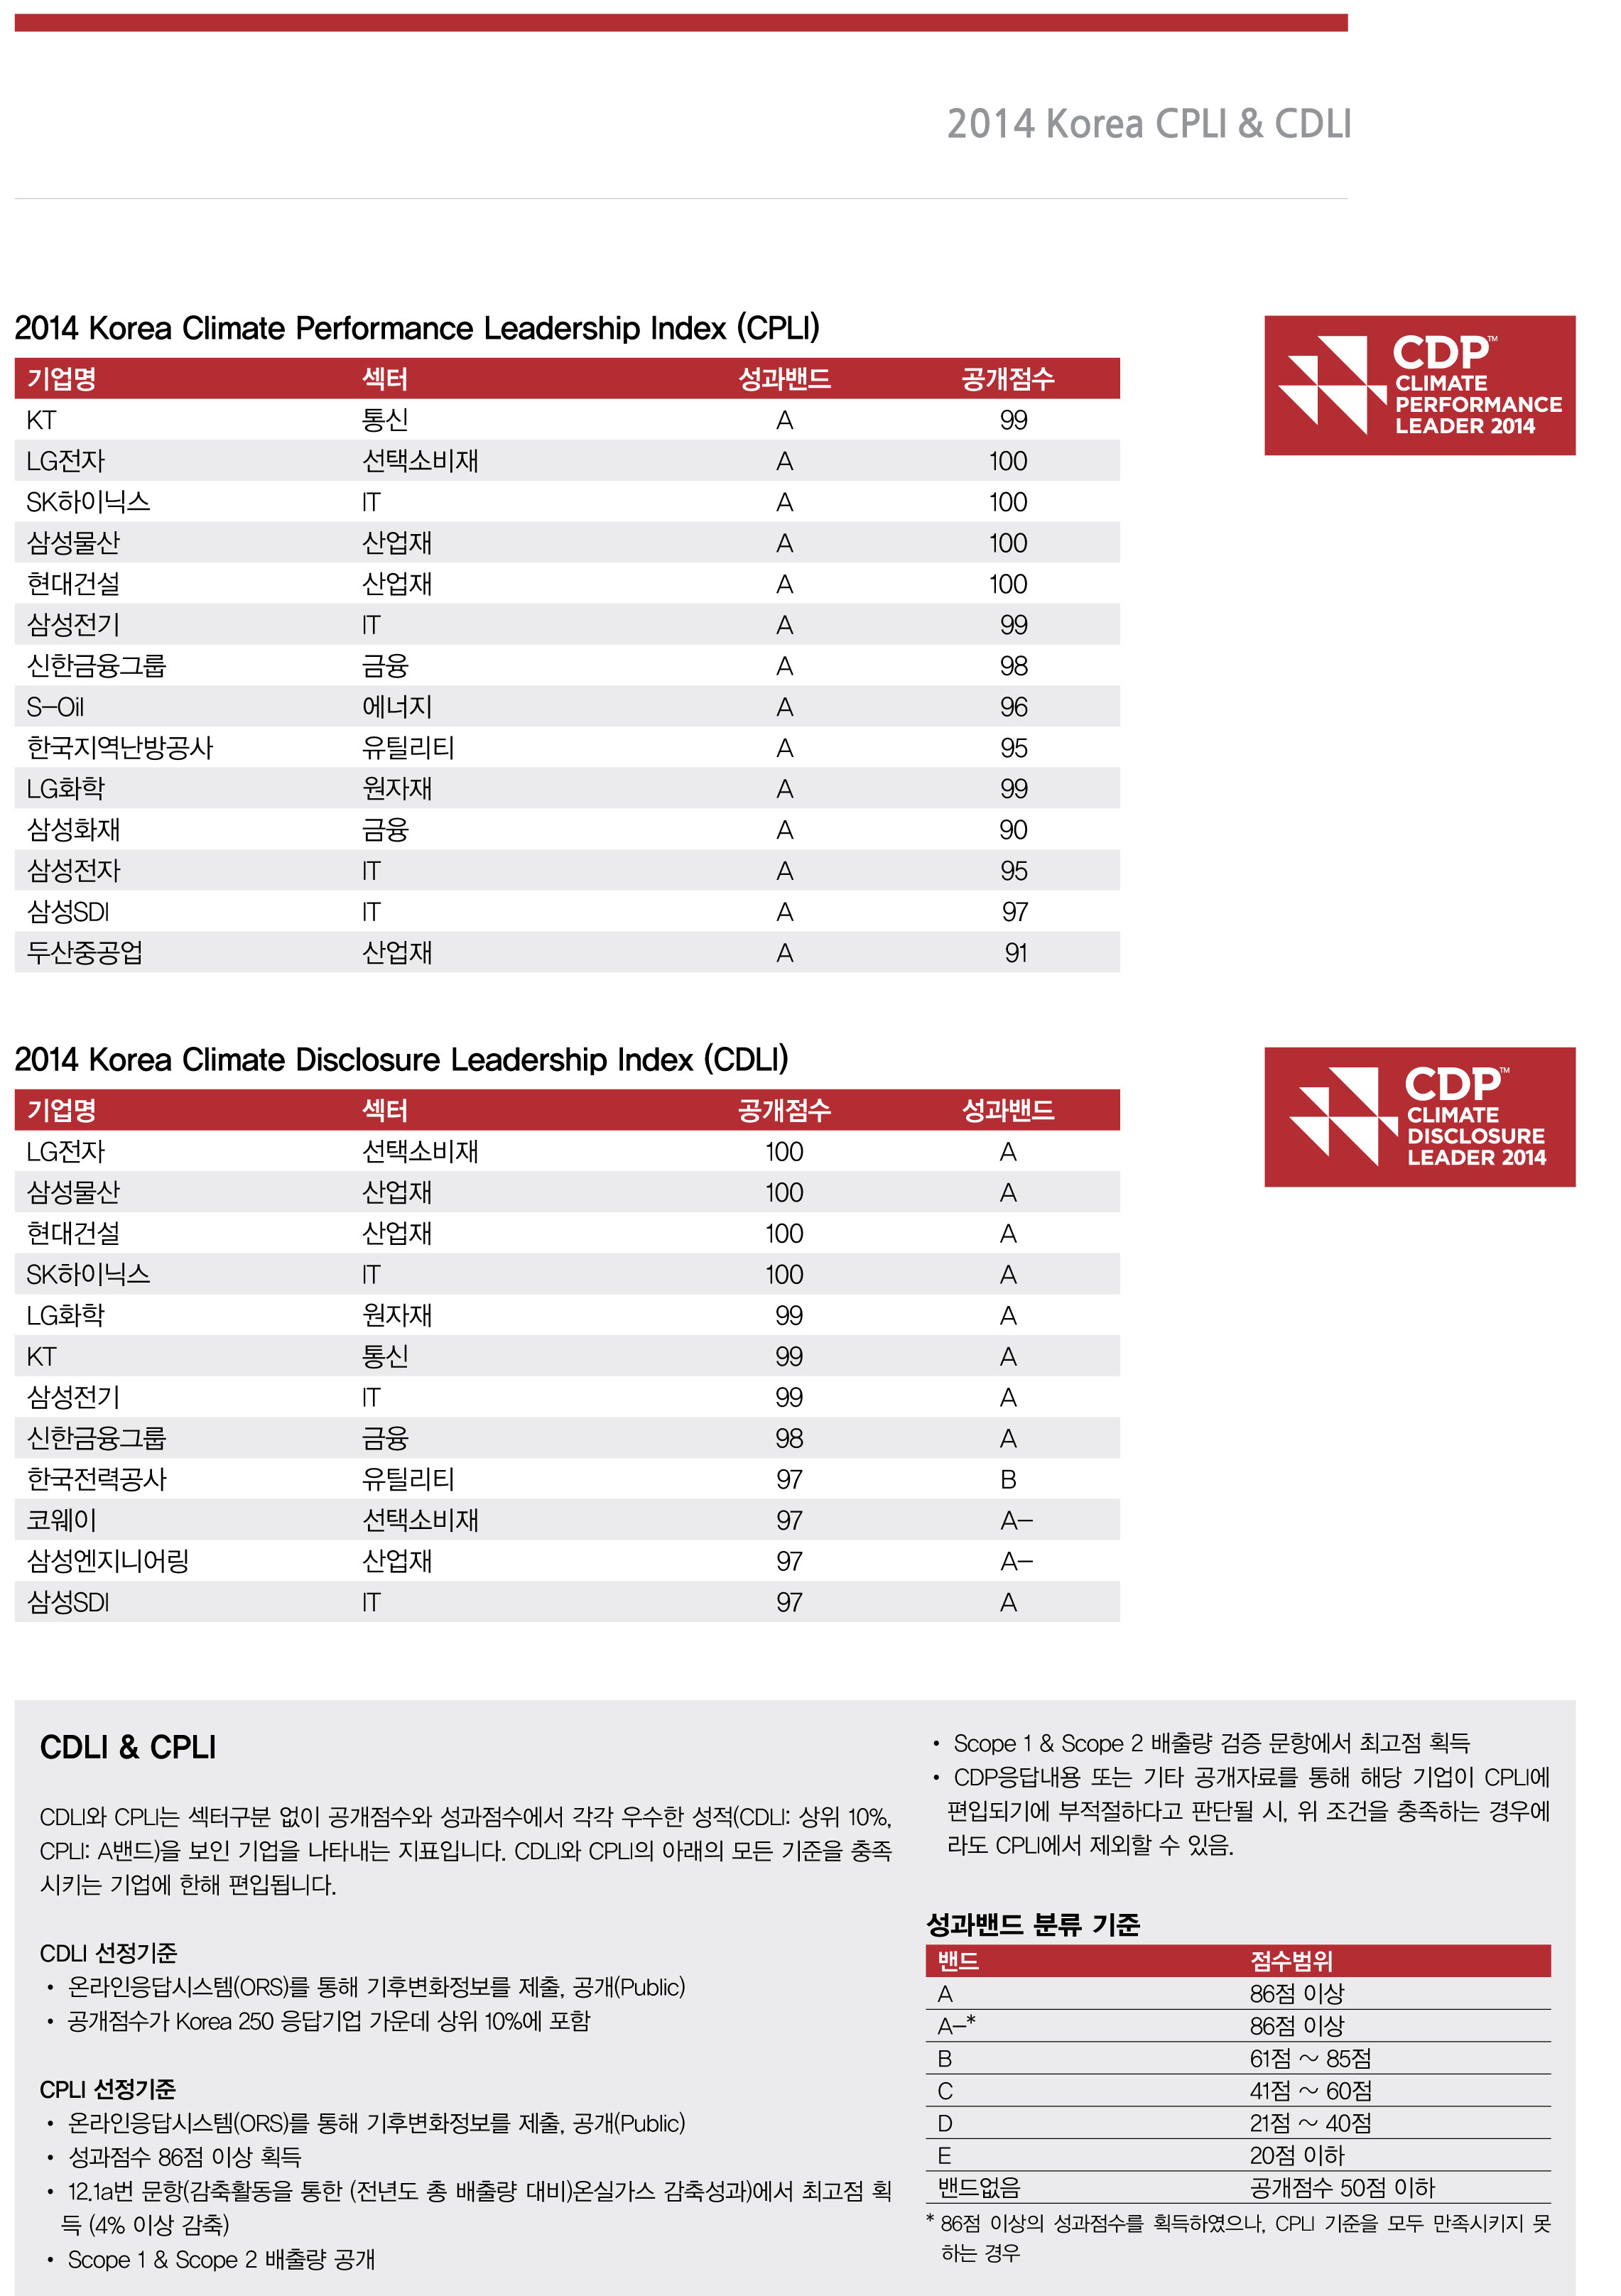 2014 Korea CPLI & CDLI
2014 Korea Climate Performance Leadership Index (CPLI)
기업명 섹터 성과밴드 공개점수
KT 통신 A 99
LG전자 선택소비재 A 100
SK하이닉스 IT A 100
삼성물산 산업재 A 100
현대건설 산업재 A 100
삼성전기 IT A 99
신한금융그룹 금융 A 98
S-Oil 에너지 A 96
한국지역난방공사 유틸리티 A 95
LG화학 원자재 A 99
삼성화재 금융 A 90
삼성전자 IT A 95
삼성SDI IT A 97
두산중공업 산업재 A 91
CDP™
CLIMATE
PERFORMANCE
LEADER 2014
2014 Korea Climate Disclosure Leadership Index (CDLI)
기업명 섹터 공개점수 성과밴드
LG전자 선택소비재 100 A
삼성물산 산업재 100 A
현대건설 산업재 100 A
SK하이닉스 IT 100 A
LG화학 원자재 99 A
KT 통신 99 A
삼성전기 IT 99 A
신한금융그룹 금융 98 A
한국전력공사 유틸리티 97 B
코웨이 선택소비재 97 A-
삼성엔지니어링 산업재 97 A-
삼성SDI IT 97 A
CDP™
CLIMATE
DISCLOSURE
LEADER 2014
CDLI & CPLI
CDLI와 CPLI는 섹터구분 없이 공개점수와 성과점수에서 각각 우수한 성적(CDLI: 상위 10%,
CPLI: A밴드)을 보인 기업을 나타내는 지표입니다. CDLI와 CPLI의 아래의 모든 기준을 충족
시키는 기업에 한해 편입됩니다.
CDLI 선정기준
• 온라인응답시스템(ORS)를 통해 기후변화정보를 제출, 공개(Public)
• 공개점수가 Korea 250 응답기업 가운데 상위 10%에 포함
CPLI 선정기준
• 온라인응답시스템(ORS)를 통해 기후변화정보를 제출, 공개(Public)
• 성과점수 86점 이상 획득
• 12.1a번 문항(감축활동을 통한 (전년도 총 배출량 대비)온실가스 감축성과)에서 최고점 획
득 (4% 이상 감축)
• Scope 1 & Scope 2 배출량 공개
• Scope 1 & Scope 2 배출량 검증 문항에서 최고점 획득
• CDP응답내용 또는 기타 공개자료를 통해 해당 기업이 CPLI에
편입되기에 부적절하다고 판단될 시, 위 조건을 충족하는 경우에
라도 CPLI에서 제외할 수 있음.
성과밴드 분류 기준
밴드 점수범위
A 86점 이상
A-* 86점 이상
B 61점 ~ 85점
C 41점 ~ 60점
D 21점 ~ 40점
E 20점 이하
밴드없음 공개점수 50점 이하
* 86점 이상의 성과점수를 획득하였으나, CPLI 기준을 모두 만족시키지 못
하는 경우